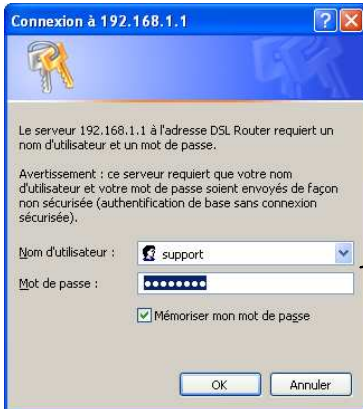 Connexion à 192.168.1.1
Le serveur 192.168.1.1 à l'adresse DSL Router requiert un
nom d'utilisateur et un mot de passe.
Avertissement : ce serveur requiert que votre nom
d'utilisateur et votre mot de passe soient envoyés de façon
non sécurisée (authentification de base sans connexion
sécurisée).
Nom d'utilisateur : support
Mot de passe : ••••••••
Mémoriser mon mot de passe
OK Annuler